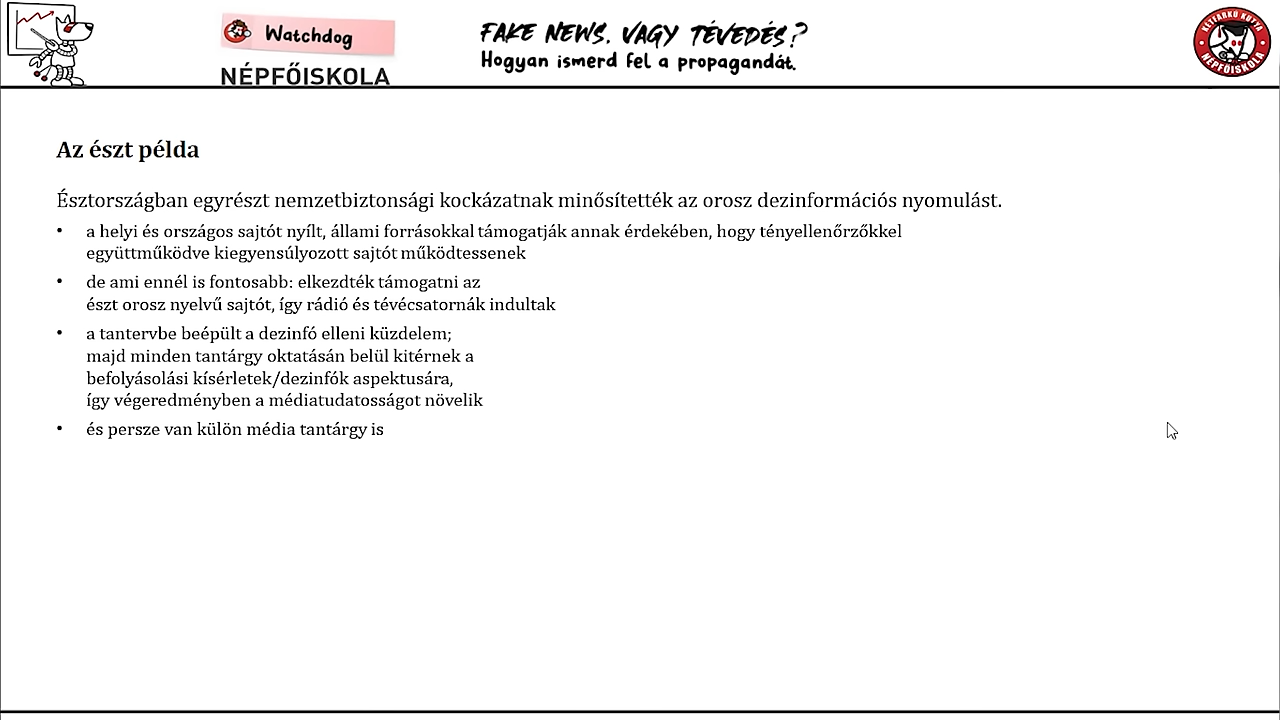 Watchdog
NÉPFŐISKOLA
FAKE NEWS, VAGY TÉVEDÉS?
Hogyan ismerd fel a propagandát.
KÉTFARKÚ KUTYA
NÉPFŐISKOLA
Az észt példa
Észtországban egyrészt nemzetbiztonsági kockázatnak minősítették az orosz dezinformációs nyomulást.
• a helyi és országos sajtót nyílt, állami forrásokkal támogatják annak érdekében, hogy tényellenőrzőkkel
együttműködve kiegyensúlyozott sajtót működtessenek
• de ami ennél is fontosabb: elkezdték támogatni az
észt orosz nyelvű sajtót, így rádió és tévécsatornák indultak
• a tantervbe beépült a dezinfó elleni küzdelem;
majd minden tantárgy oktatásán belül kitérnek a
befolyásolási kísérletek/dezinfók aspektusára,
így végeredményben a médiatudatosságot növelik
• és persze van külön média tantárgy is